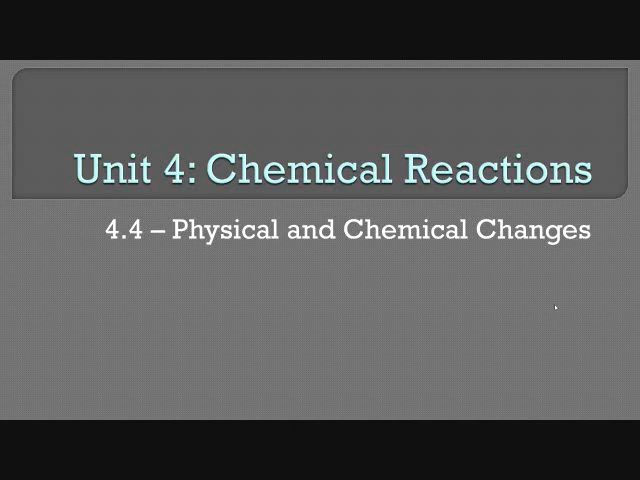 Unit 4: Chemical Reactions
4.4 – Physical and Chemical Changes